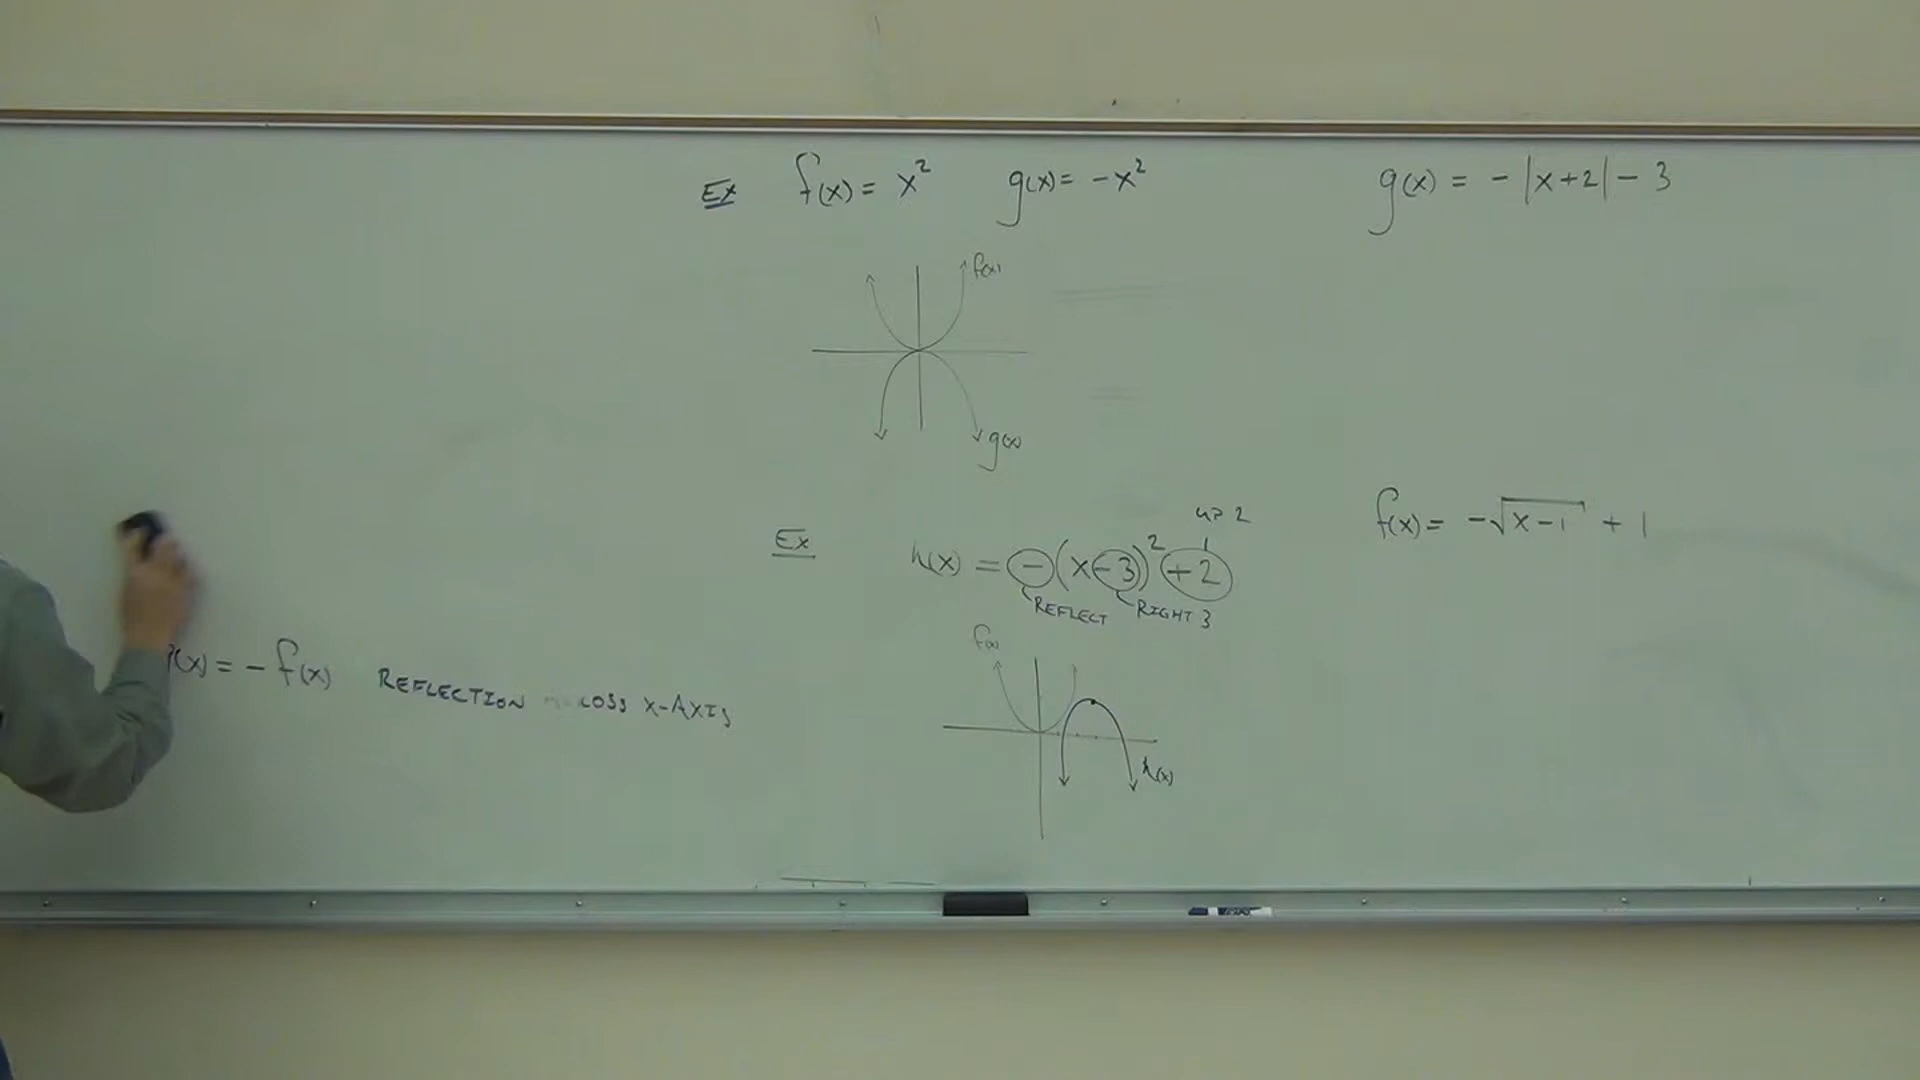 Ex f(x) = x² g(x) = -x²
f(x)
g(x)
g(x) = -|x+2| - 3
Ex
up 2
h(x) = -(x-3)² +2
REFLECT RIGHT 3
f(x)
h(x)
f(x) = -√(x-1) + 1
(x) = -f(x) REFLECTION X-AXIS